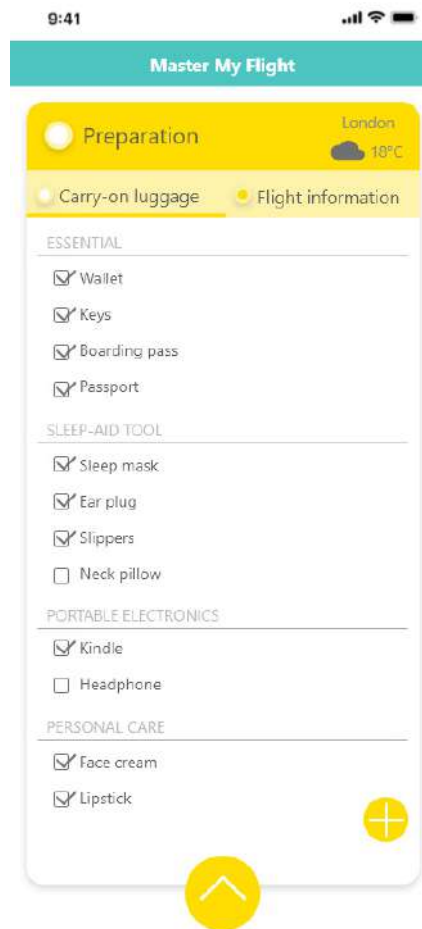 9:41
Master My Flight
Preparation
London
18°C
Carry-on luggage
Flight information
ESSENTIAL
Wallet
Keys
Boarding pass
Passport
SLEEP-AID TOOL
Sleep mask
Ear plug
Slippers
Neck pillow
PORTABLE ELECTRONICS
Kindle
Headphone
PERSONAL CARE
Face cream
Lipstick